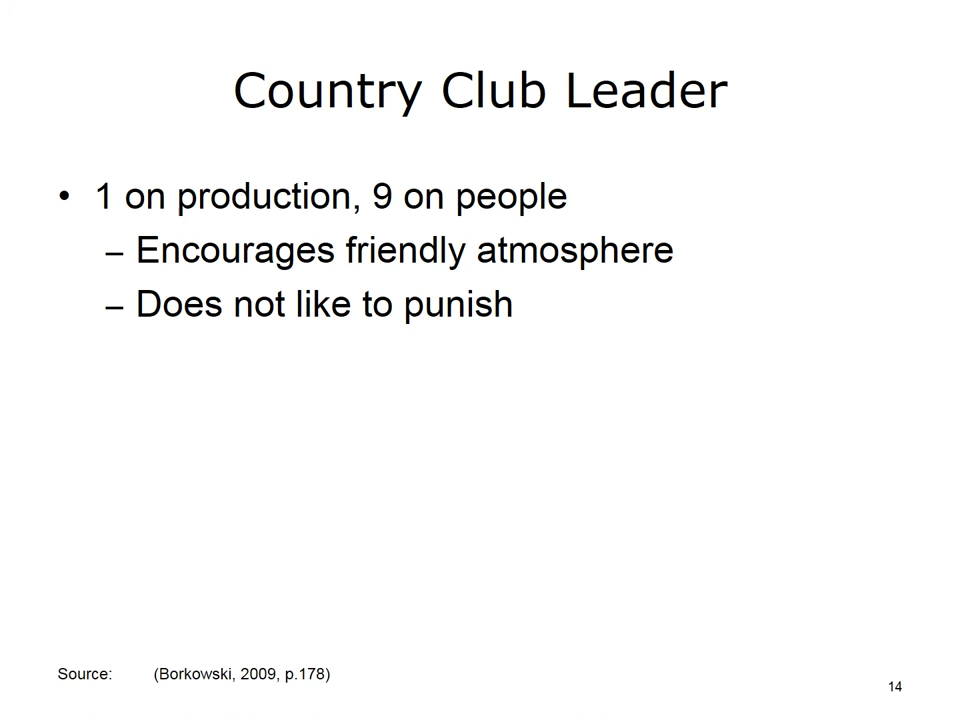 Country Club Leader
• 1 on production, 9 on people
– Encourages friendly atmosphere
– Does not like to punish
Source: (Borkowski, 2009, p.178)
14